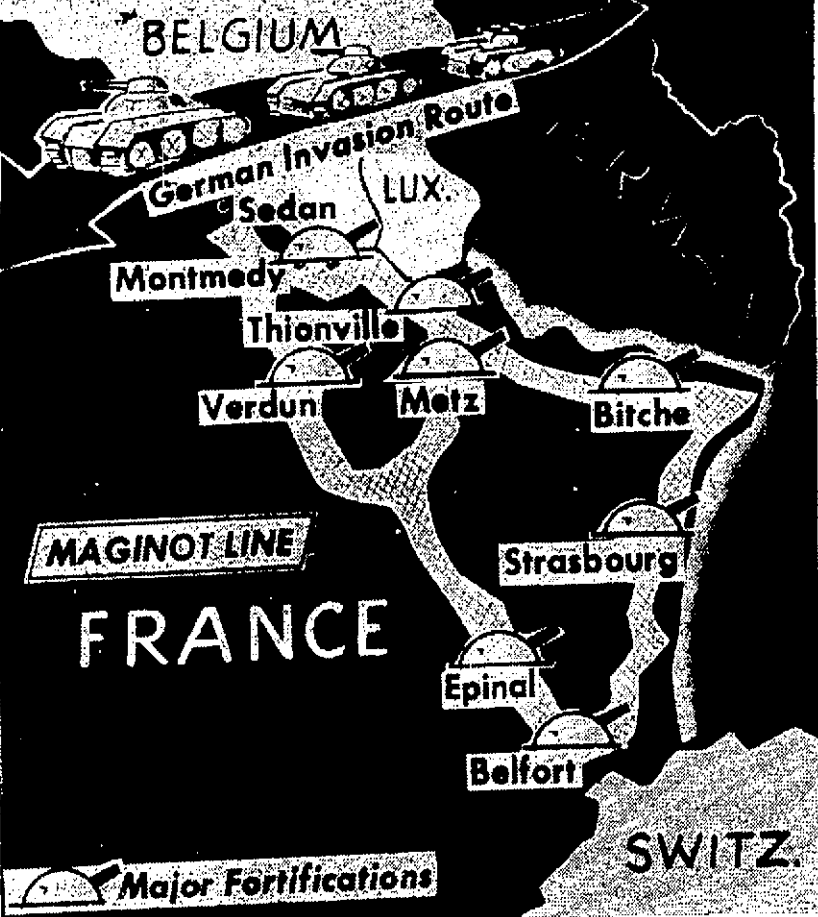 BELGIUM
German Invasion Route
LUX.
Sedan
Montmedy
Thionville
Verdun
Metz
Bitche
MAGINOT LINE
Strasbourg
FRANCE
Epinal
Belfort
SWITZ.
Major Fortifications